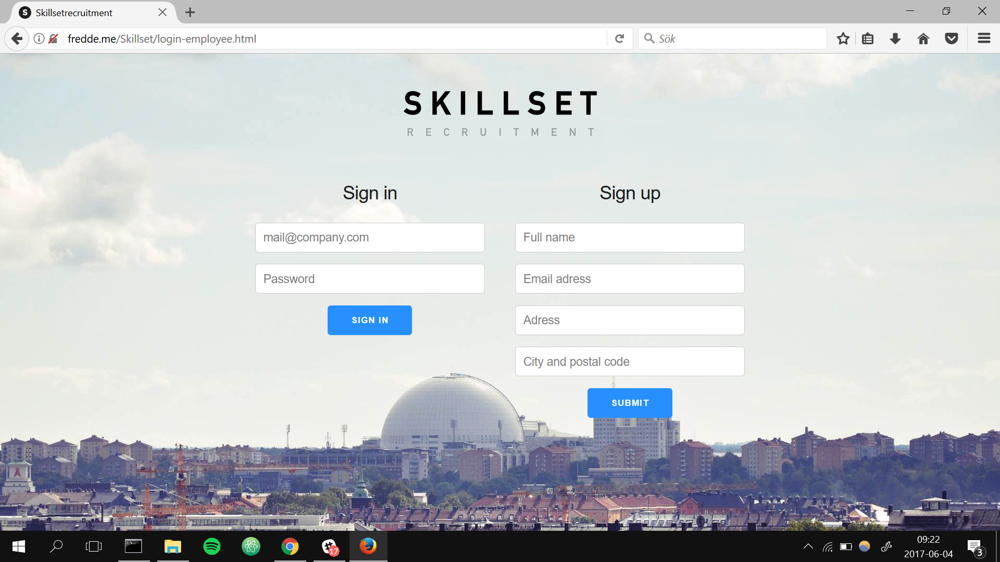 Skillsetrecruitment
fredde.me/Skillset/login-employee.html
Sök
SKILLSET
RECRUITMENT
Sign in
Sign up
mail@company.com
Full name
Password
Email adress
SIGN IN
Adress
City and postal code
SUBMIT
17
09:22
2017-06-04
3